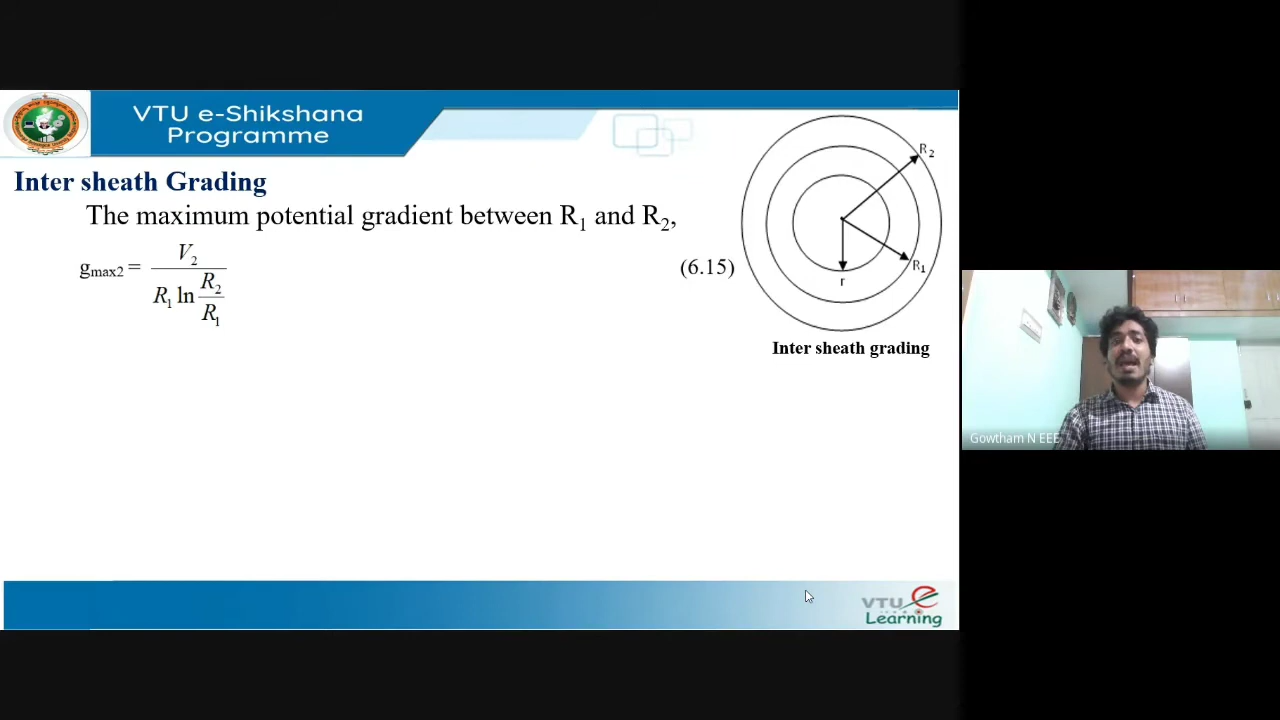 VTU e-Shikshana
Programme
Inter sheath Grading
The maximum potential gradient between R₁ and R₂,
gmax2 = V₂ / (R₁ ln (R₂ / R₁)) (6.15)
R₂
R₁
r
Inter sheath grading
Gowtham N EEE
VTU e
Learning